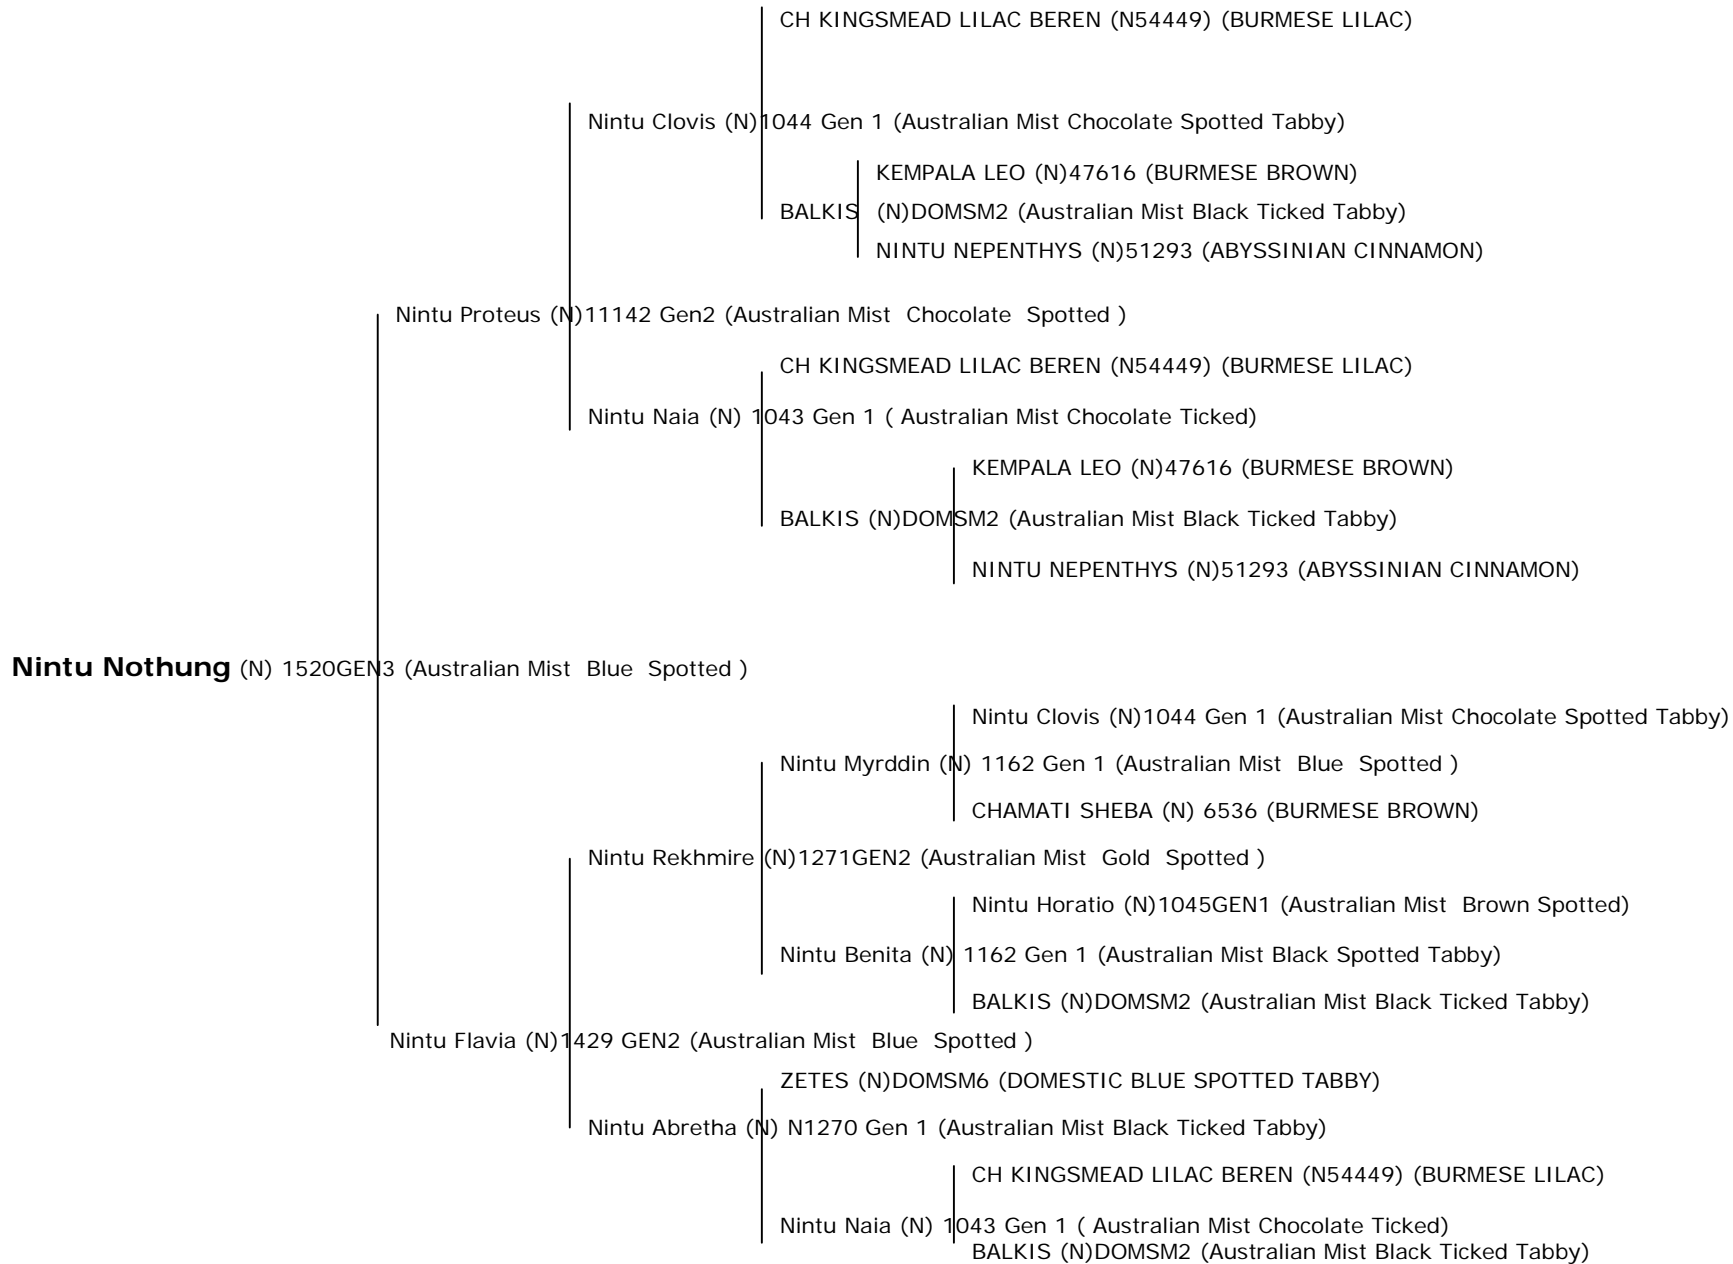 CH KINGSMEAD LILAC BEREN (N54449) (BURMESE LILAC)
Nintu Clovis (N)1044 Gen 1 (Australian Mist Chocolate Spotted Tabby)
KEMPALA LEO (N)47616 (BURMESE BROWN)
BALKIS (N)DOMSM2 (Australian Mist Black Ticked Tabby)
NINTU NEPENTHYS (N)51293 (ABYSSINIAN CINNAMON)
Nintu Proteus (N)11142 Gen2 (Australian Mist Chocolate Spotted )
CH KINGSMEAD LILAC BEREN (N54449) (BURMESE LILAC)
Nintu Naia (N) 1043 Gen 1 ( Australian Mist Chocolate Ticked)
KEMPALA LEO (N)47616 (BURMESE BROWN)
BALKIS (N)DOMSM2 (Australian Mist Black Ticked Tabby)
NINTU NEPENTHYS (N)51293 (ABYSSINIAN CINNAMON)
Nintu Nothung (N) 1520GEN3 (Australian Mist Blue Spotted )
Nintu Clovis (N)1044 Gen 1 (Australian Mist Chocolate Spotted Tabby)
Nintu Myrddin (N) 1162 Gen 1 (Australian Mist Blue Spotted )
CHAMATI SHEBA (N) 6536 (BURMESE BROWN)
Nintu Rekhmire (N)1271GEN2 (Australian Mist Gold Spotted )
Nintu Horatio (N)1045GEN1 (Australian Mist Brown Spotted)
Nintu Benita (N) 1162 Gen 1 (Australian Mist Black Spotted Tabby)
BALKIS (N)DOMSM2 (Australian Mist Black Ticked Tabby)
Nintu Flavia (N)1429 GEN2 (Australian Mist Blue Spotted )
ZETES (N)DOMSM6 (DOMESTIC BLUE SPOTTED TABBY)
Nintu Abretha (N) N1270 Gen 1 (Australian Mist Black Ticked Tabby)
CH KINGSMEAD LILAC BEREN (N54449) (BURMESE LILAC)
Nintu Naia (N) 1043 Gen 1 ( Australian Mist Chocolate Ticked)
BALKIS (N)DOMSM2 (Australian Mist Black Ticked Tabby)